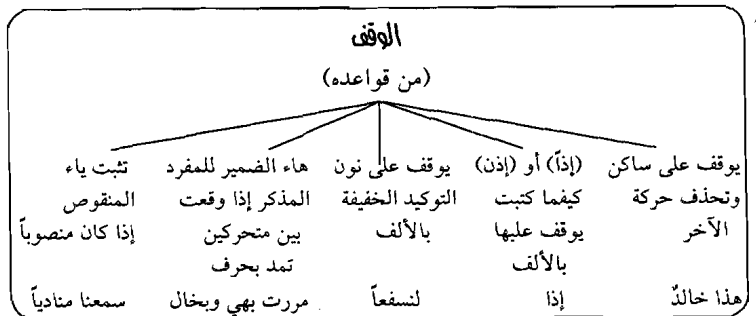 الوقف
(من قواعده)
يوقف على ساكن (إذاً) أو (إذن) يوقف على نون هاء الضمير للمفرد تثبت ياء
وتحذف حركة كيفما كتبت التوكيد الخفيفة المذكر إذا وقعت المنقوص
الآخر يوقف عليها بالألف بين متحركين إذا كان منصوباً
بالألف تمد بحرف
هذا خالدٌ إذا لنسفعاً مررت بهي وبخال سمعنا منادياً